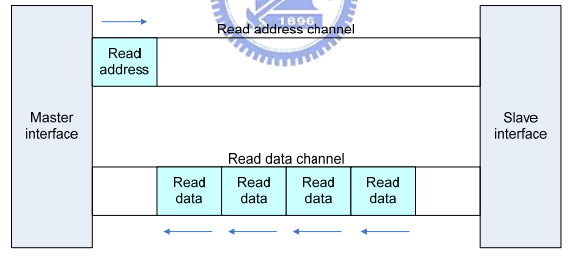 1896
Read address channel
Read
address
Master
interface
Slave
interface
Read data channel
Read
data
Read
data
Read
data
Read
data